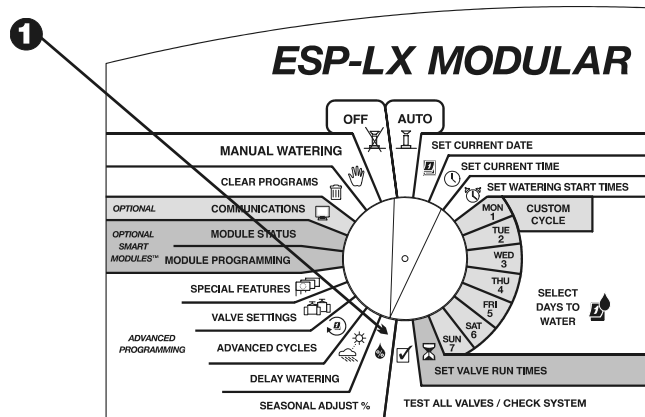 1
ESP-LX MODULAR
OFF
AUTO
MANUAL WATERING
SET CURRENT DATE
CLEAR PROGRAMS
SET CURRENT TIME
SET WATERING START TIMES
OPTIONAL
COMMUNICATIONS
MON
1
CUSTOM
CYCLE
OPTIONAL
SMART
MODULES™
MODULE STATUS
TUE
2
MODULE PROGRAMMING
WED
3
SPECIAL FEATURES
THU
4
VALVE SETTINGS
FRI
5
SELECT
DAYS TO
WATER
ADVANCED
PROGRAMMING
ADVANCED CYCLES
SAT
6
SUN
7
DELAY WATERING
SET VALVE RUN TIMES
SEASONAL ADJUST %
TEST ALL VALVES / CHECK SYSTEM